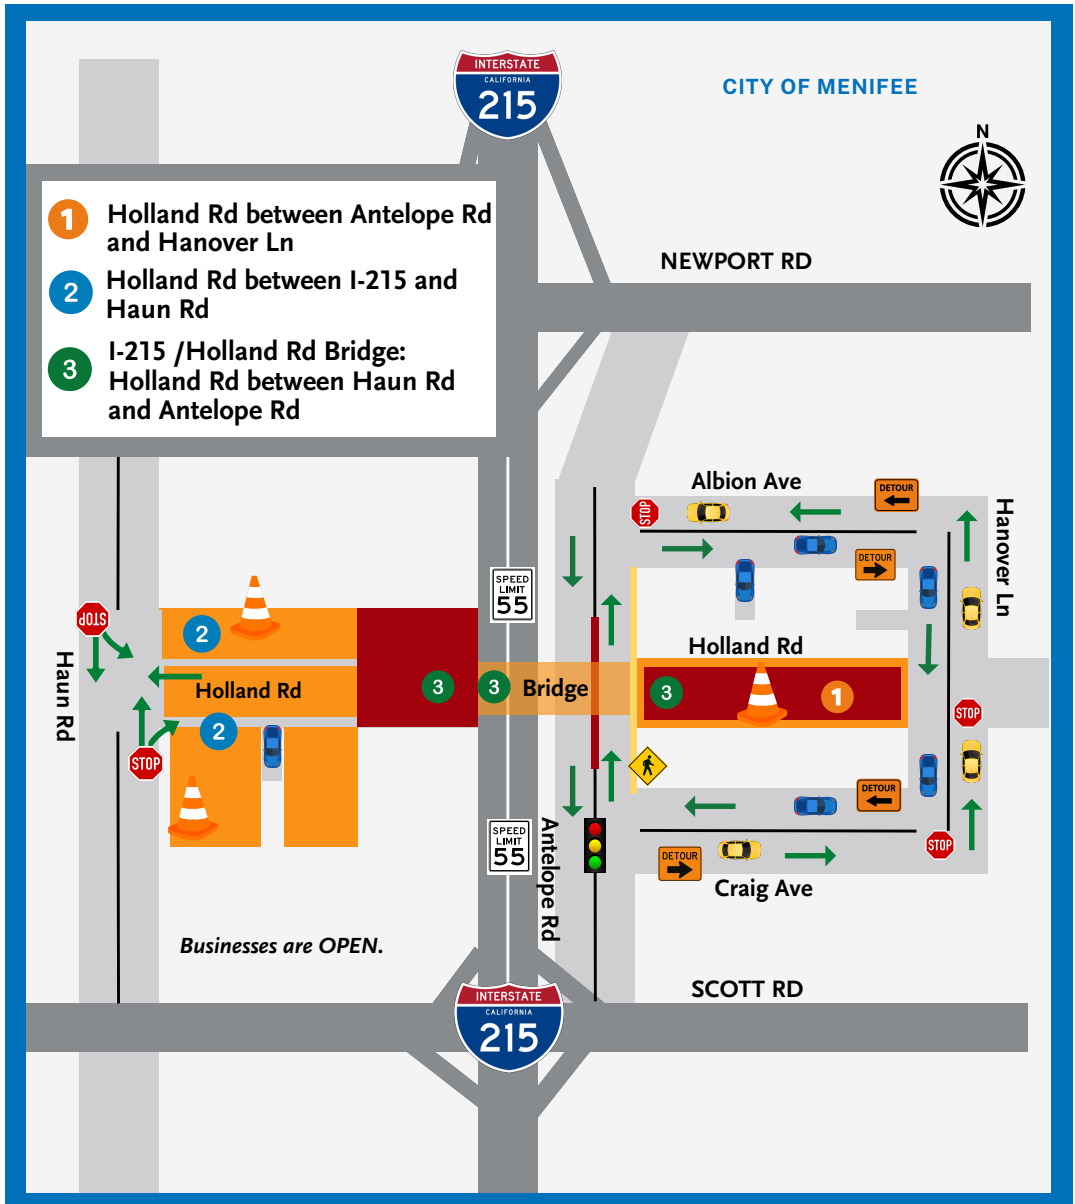 INTERSTATE
CALIFORNIA
215
CITY OF MENIFEE
N
1 Holland Rd between Antelope Rd
and Hanover Ln
2 Holland Rd between I-215 and
Haun Rd
3 I-215 /Holland Rd Bridge:
Holland Rd between Haun Rd
and Antelope Rd
NEWPORT RD
Albion Ave
DETOUR
STOP
Hanover Ln
DETOUR
SPEED
LIMIT
55
STOP
2
Holland Rd
Haun Rd
Holland Rd
3
3
Bridge
3
1
STOP
2
STOP
DETOUR
SPEED
LIMIT
55
Antelope Rd
STOP
DETOUR
Craig Ave
Businesses are OPEN.
SCOTT RD
INTERSTATE
CALIFORNIA
215